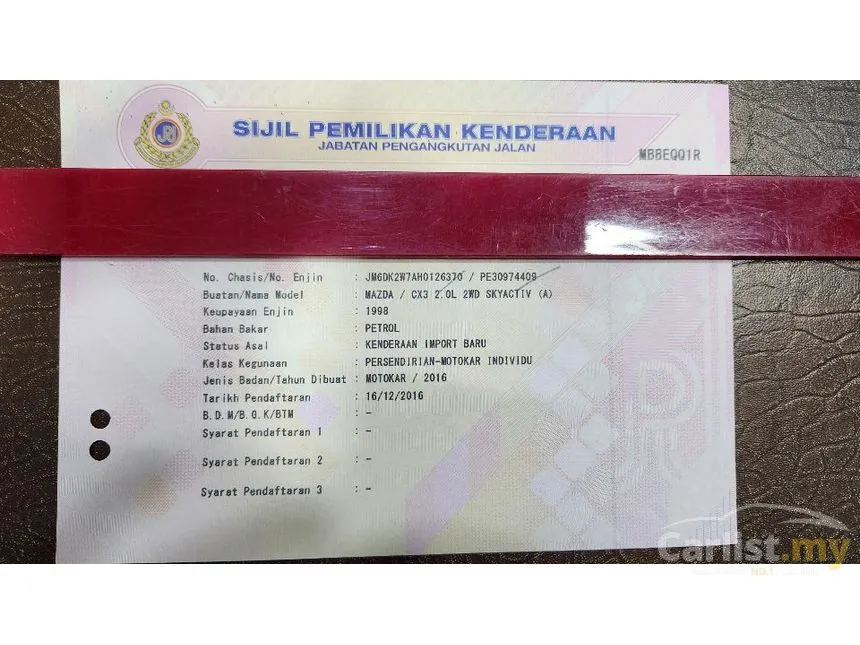 SIJIL PEMILIKAN KENDERAAN
JABATAN PENGANGKUTAN JALAN
MBBEQQ1R
No. Chasis/No. Enjin : JM6DK2W7AH0126370 / PE30974409
Buatan/Nama Model : MAZDA / CX3 2.0L 2WD SKYACTIV (A)
Keupayaan Enjin : 1998
Bahan Bakar : PETROL
Status Asal : KENDERAAN IMPORT BARU
Kelas Kegunaan : PERSENDIRIAN-MOTOKAR INDIVIDU
Jenis Badan/Tahun Dibuat : MOTOKAR / 2016
Tarikh Pendaftaran : 16/12/2016
B.D.M/B.G.K/BTM : -
Syarat Pendaftaran 1 : -
Syarat Pendaftaran 2 : -
Syarat Pendaftaran 3 : -
Carlist.my